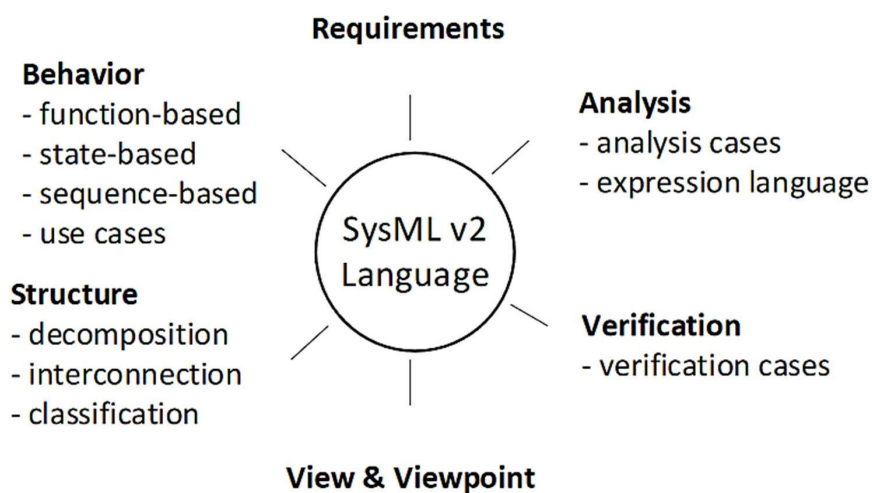 Requirements
Behavior
- function-based
- state-based
- sequence-based
- use cases
Analysis
- analysis cases
- expression language
SysML v2
Language
Structure
- decomposition
- interconnection
- classification
Verification
- verification cases
View & Viewpoint